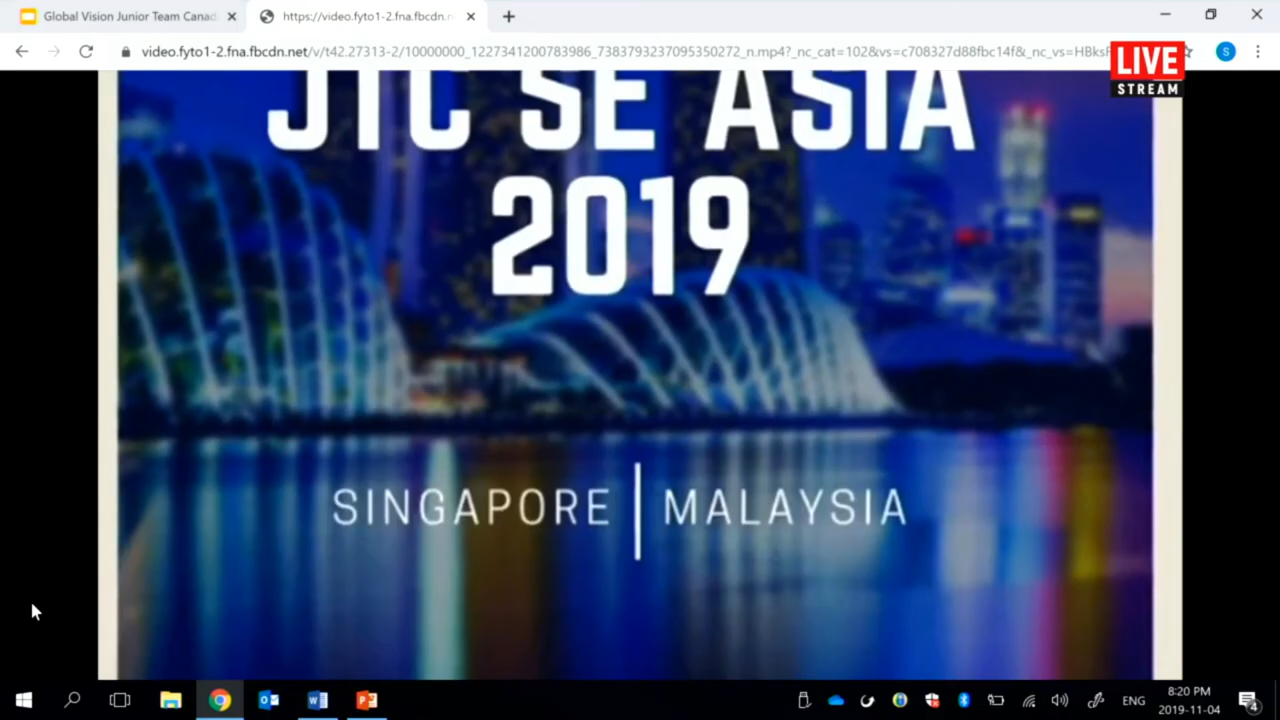 Global Vision Junior Team Canad
https://video.fyto1-2.fna.fbcdn.n
video.fyto1-2.fna.fbcdn.net/v/t42.27313-2/10000000_1227341200783986_7383793237095350272_n.mp4?_nc_cat=102&vs=c708327d88fbc14f&_nc_vs=HBks
S
LIVE
STREAM
JTC SE ASIA
2019
SINGAPORE | MALAYSIA
ENG
8:20 PM
2019-11-04
4